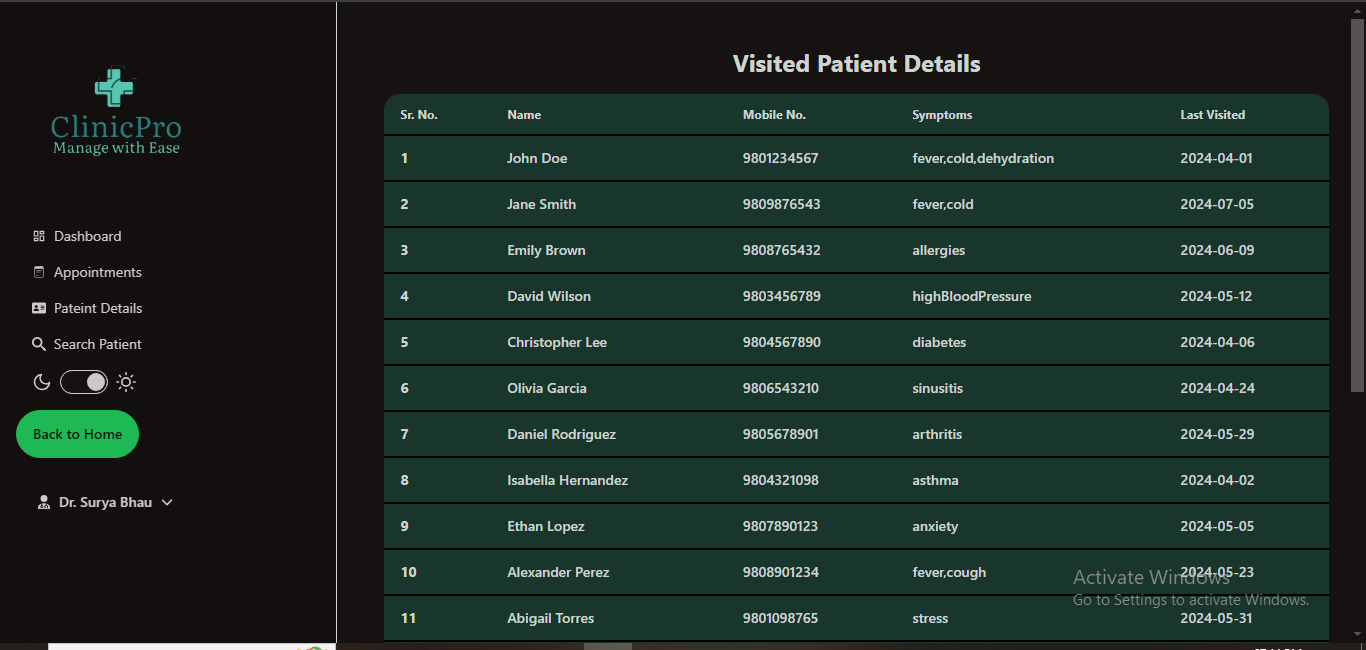 ClinicPro
Manage with Ease
Dashboard
Appointments
Pateint Details
Search Patient
Back to Home
Dr. Surya Bhau
Visited Patient Details
Sr. No. Name Mobile No. Symptoms Last Visited
1 John Doe 9801234567 fever,cold,dehydration 2024-04-01
2 Jane Smith 9809876543 fever,cold 2024-07-05
3 Emily Brown 9808765432 allergies 2024-06-09
4 David Wilson 9803456789 highBloodPressure 2024-05-12
5 Christopher Lee 9804567890 diabetes 2024-04-06
6 Olivia Garcia 9806543210 sinusitis 2024-04-24
7 Daniel Rodriguez 9805678901 arthritis 2024-05-29
8 Isabella Hernandez 9804321098 asthma 2024-04-02
9 Ethan Lopez 9807890123 anxiety 2024-05-05
10 Alexander Perez 9808901234 fever,cough 2024-05-23
11 Abigail Torres 9801098765 stress 2024-05-31
Activate Windows
Go to Settings to activate Windows.